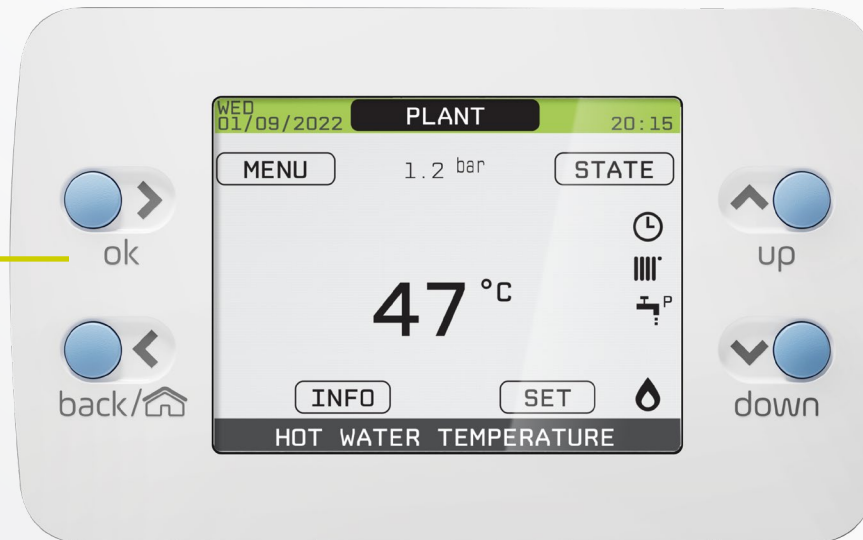 WED
01/09/2022 PLANT 20:15
MENU 1.2 bar STATE
ok up
47 °C
P
back/ down
INFO SET
HOT WATER TEMPERATURE